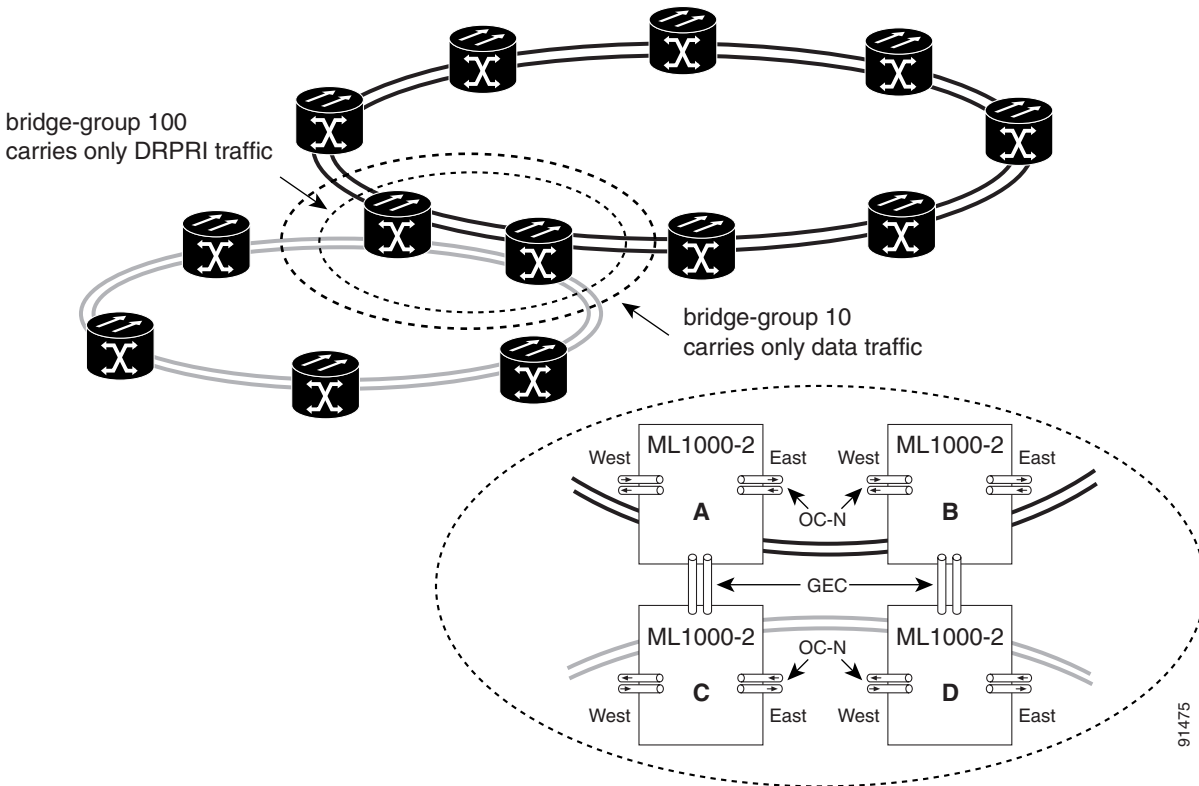 bridge-group 100
carries only DRPRI traffic
bridge-group 10
carries only data traffic
ML1000-2
ML1000-2
West
East
West
East
A
OC-N
B
GEC
ML1000-2
ML1000-2
OC-N
C
D
West
East
West
East
91475